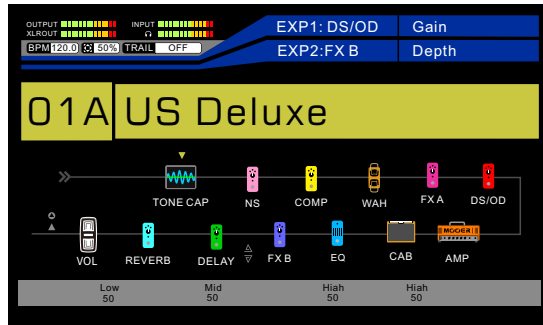 OUTPUT INPUT EXP1: DS/OD Gain
XLROUT
BPM 120.0 50% TRAIL OFF EXP2:FX B Depth
01A US Deluxe
TONE CAP NS COMP WAH FX A DS/OD
MOOER
VOL REVERB DELAY FX B EQ CAB AMP
Low Mid Hiah Hiah
50 50 50 50